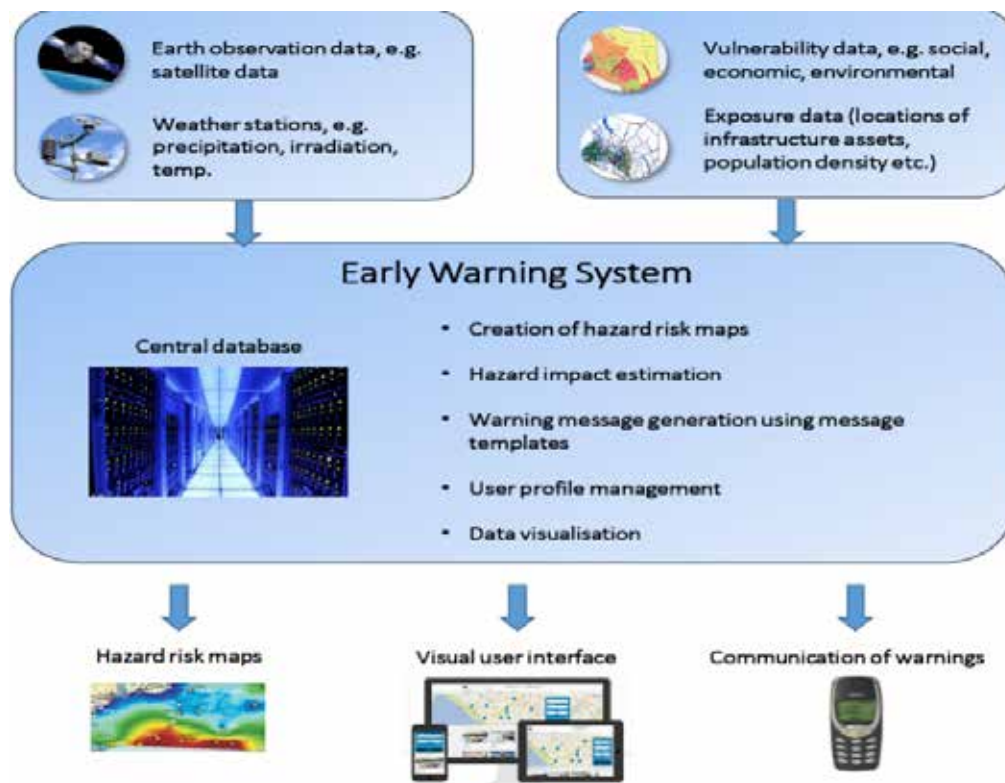 Earth observation data, e.g.
satellite data
Weather stations, e.g.
precipitation, irradiation,
temp.
Vulnerability data, e.g. social,
economic, environmental
Exposure data (locations of
infrastructure assets,
population density etc.)
Early Warning System
Central database
• Creation of hazard risk maps
• Hazard impact estimation
• Warning message generation using message
templates
• User profile management
• Data visualisation
Hazard risk maps
Visual user interface
Communication of warnings